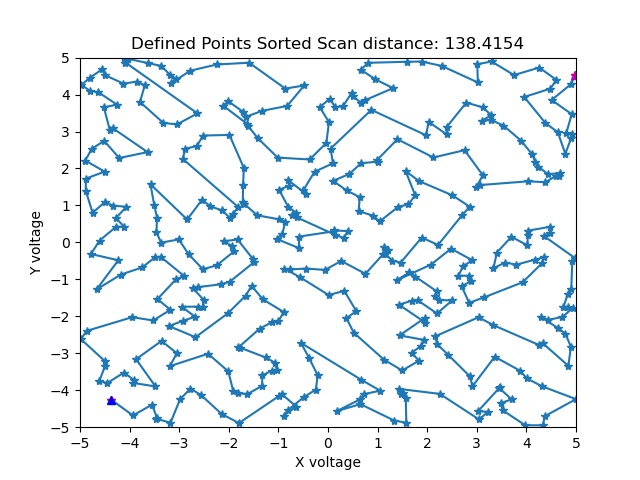 Defined Points Sorted Scan distance: 138.4154
5
4
3
2
1
0
−1
−2
−3
−4
−5
Y voltage
−5 −4 −3 −2 −1 0 1 2 3 4 5
X voltage